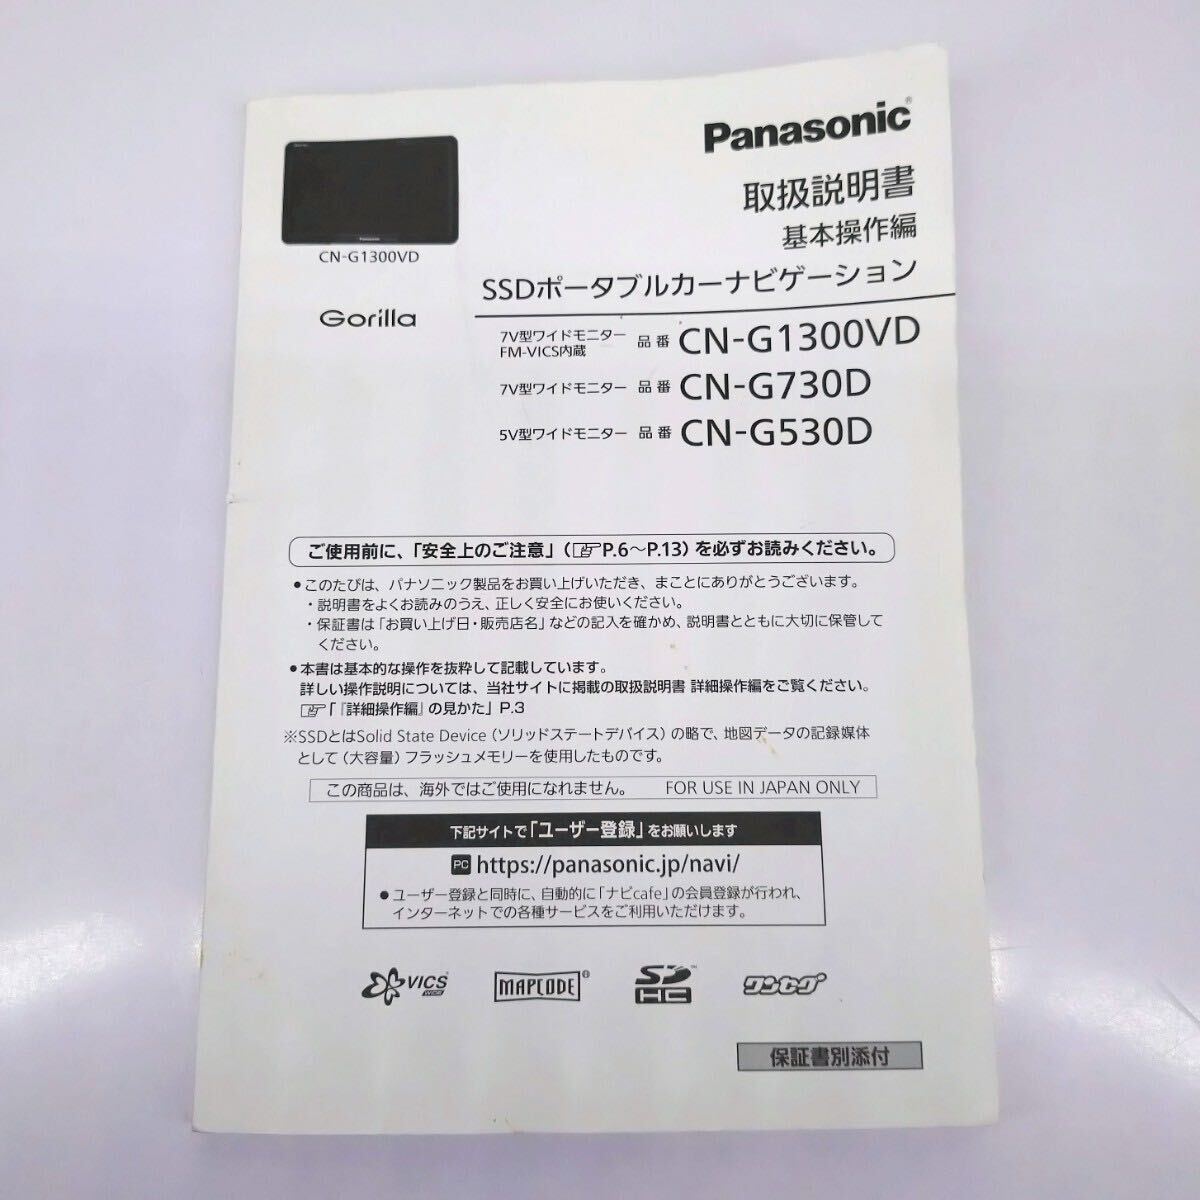 Panasonic®
取扱説明書
基本操作編
CN-G1300VD
Gorilla
SSDポータブルカーナビゲーション
7V型ワイドモニター
FM-VICS内蔵
品番 CN-G1300VD
7V型ワイドモニター 品番 CN-G730D
5V型ワイドモニター 品番 CN-G530D
ご使用前に、「安全上のご注意」(☞P.6～P.13)を必ずお読みください。
●このたびは、パナソニック製品をお買い上げいただき、まことにありがとうございます。
・説明書をよくお読みのうえ、正しく安全にお使いください。
・保証書は「お買い上げ日・販売店名」などの記入を確かめ、説明書とともに大切に保管して
ください。
●本書は基本的な操作を抜粋して記載しています。
詳しい操作説明については、当社サイトに掲載の取扱説明書 詳細操作編をご覧ください。
☞「『詳細操作編』の見かた」P.3
※SSDとはSolid State Device(ソリッドステートデバイス)の略で、地図データの記録媒体
として(大容量)フラッシュメモリーを使用したものです。
この商品は、海外ではご使用になれません。 FOR USE IN JAPAN ONLY
下記サイトで「ユーザー登録」をお願いします
PC https://panasonic.jp/navi/
●ユーザー登録と同時に、自動的に「ナビcafe」の会員登録が行われ、
インターネットでの各種サービスをご利用いただけます。
VICS WIDE
MAPCODE®
SDHC™
ワンセグ
保証書別添付